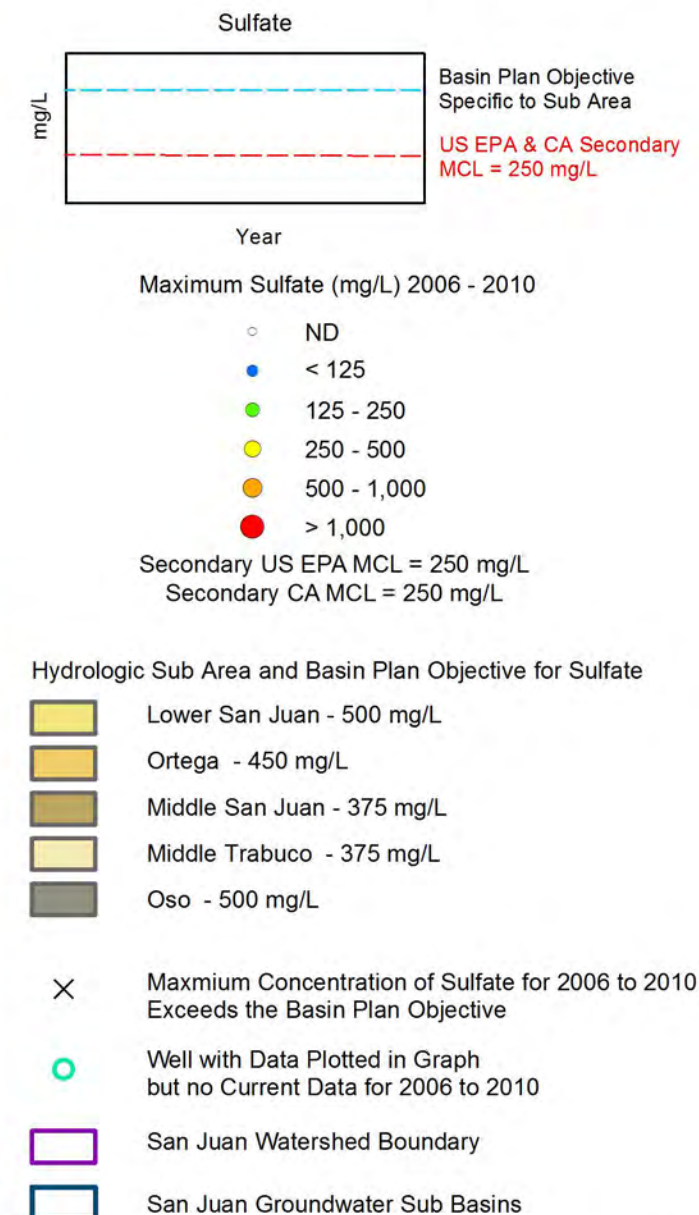 Sulfate
mg/L
Basin Plan Objective
Specific to Sub Area
US EPA & CA Secondary
MCL = 250 mg/L
Year
Maximum Sulfate (mg/L) 2006 - 2010
ND
< 125
125 - 250
250 - 500
500 - 1,000
> 1,000
Secondary US EPA MCL = 250 mg/L
Secondary CA MCL = 250 mg/L
Hydrologic Sub Area and Basin Plan Objective for Sulfate
Lower San Juan - 500 mg/L
Ortega - 450 mg/L
Middle San Juan - 375 mg/L
Middle Trabuco - 375 mg/L
Oso - 500 mg/L
Maxmium Concentration of Sulfate for 2006 to 2010
Exceeds the Basin Plan Objective
Well with Data Plotted in Graph
but no Current Data for 2006 to 2010
San Juan Watershed Boundary
San Juan Groundwater Sub Basins